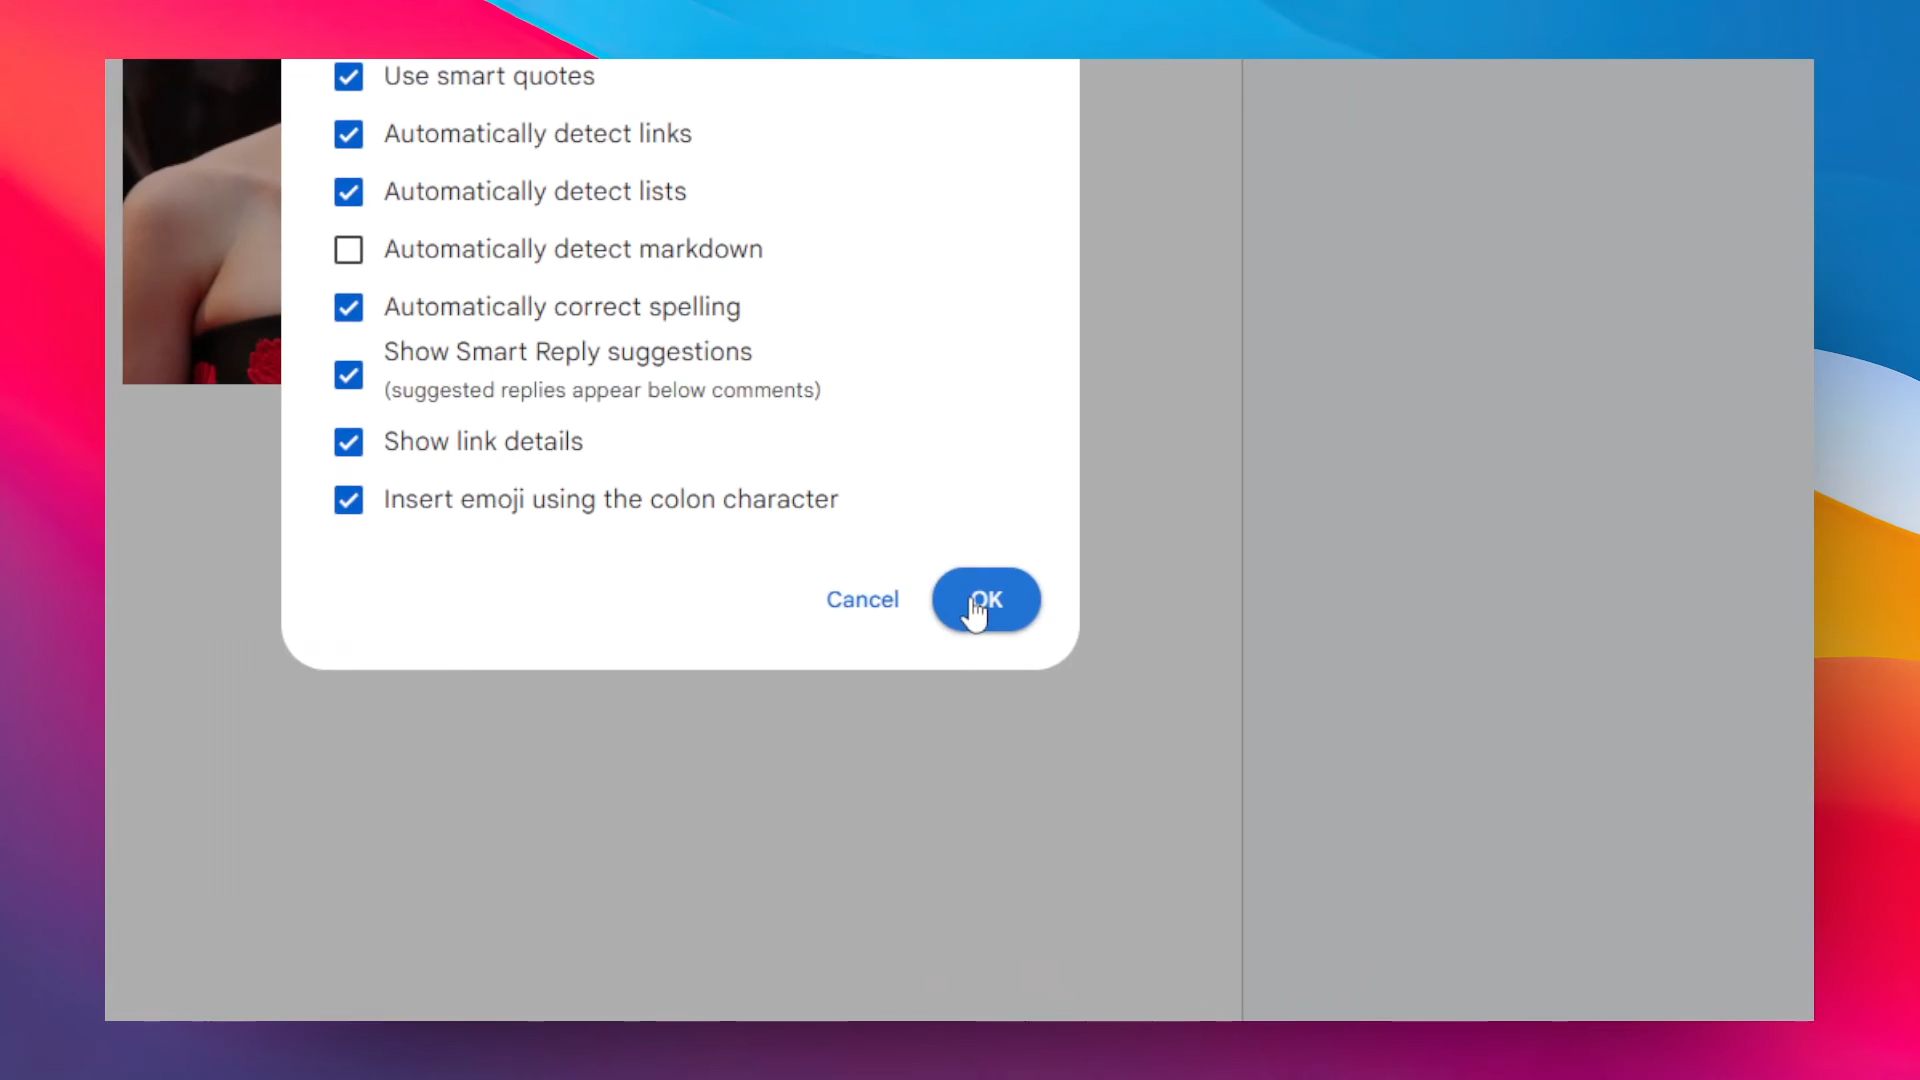 Use smart quotes
Automatically detect links
Automatically detect lists
Automatically detect markdown
Automatically correct spelling
Show Smart Reply suggestions
(suggested replies appear below comments)
Show link details
Insert emoji using the colon character
Cancel
OK